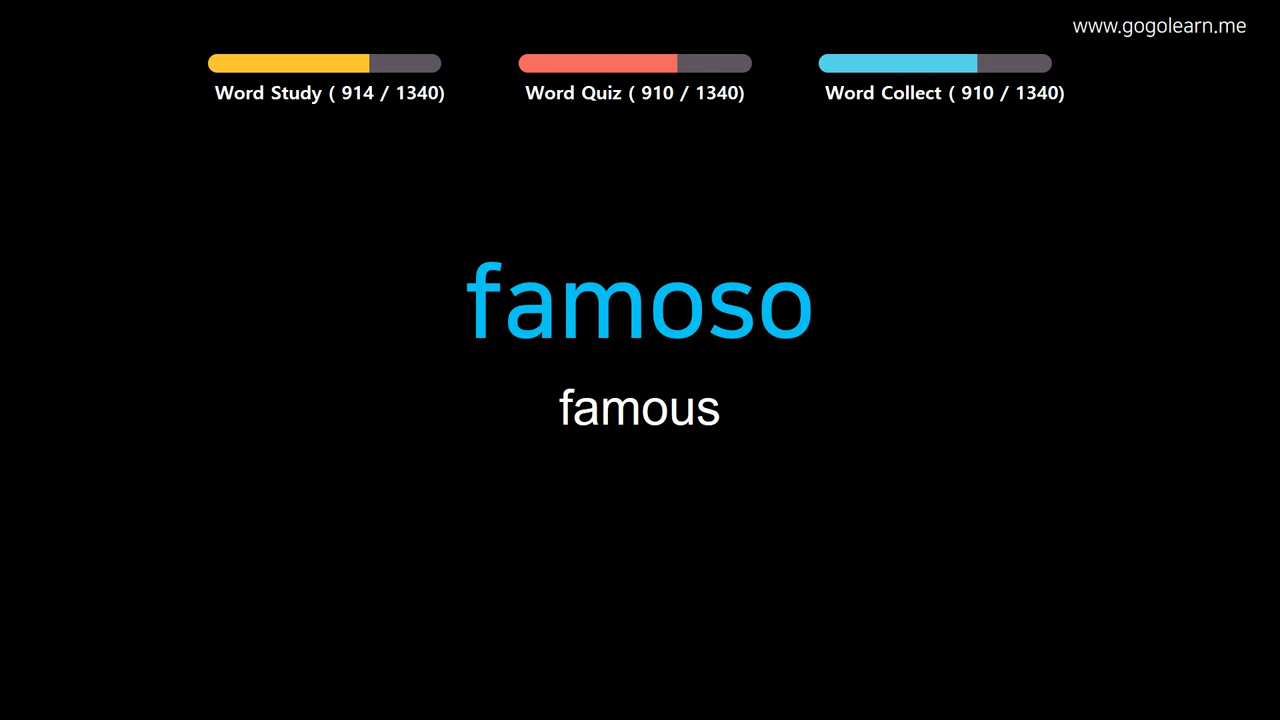 www.gogolearn.me
Word Study ( 914 / 1340)
Word Quiz ( 910 / 1340)
Word Collect ( 910 / 1340)
famoso
famous